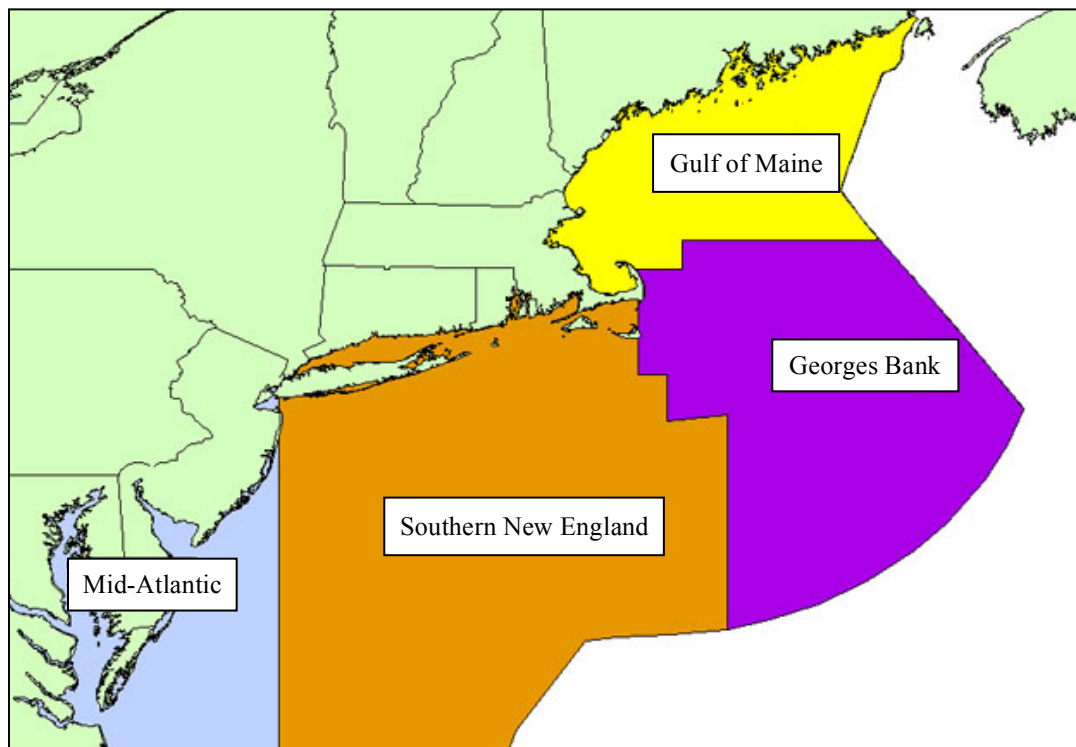 Gulf of Maine
Georges Bank
Southern New England
Mid-Atlantic